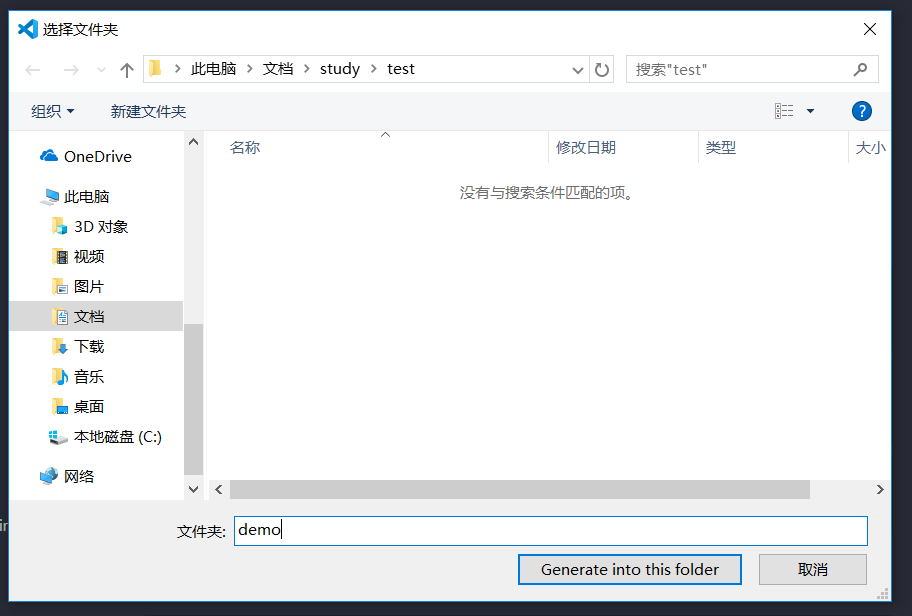 选择文件夹
此电脑 文档 study test 搜索"test"
组织 新建文件夹 ?
名称 修改日期 类型 大小
没有与搜索条件匹配的项。
OneDrive
此电脑
3D 对象
视频
图片
文档
下载
音乐
桌面
本地磁盘 (C:)
网络
文件夹: demo
Generate into this folder 取消